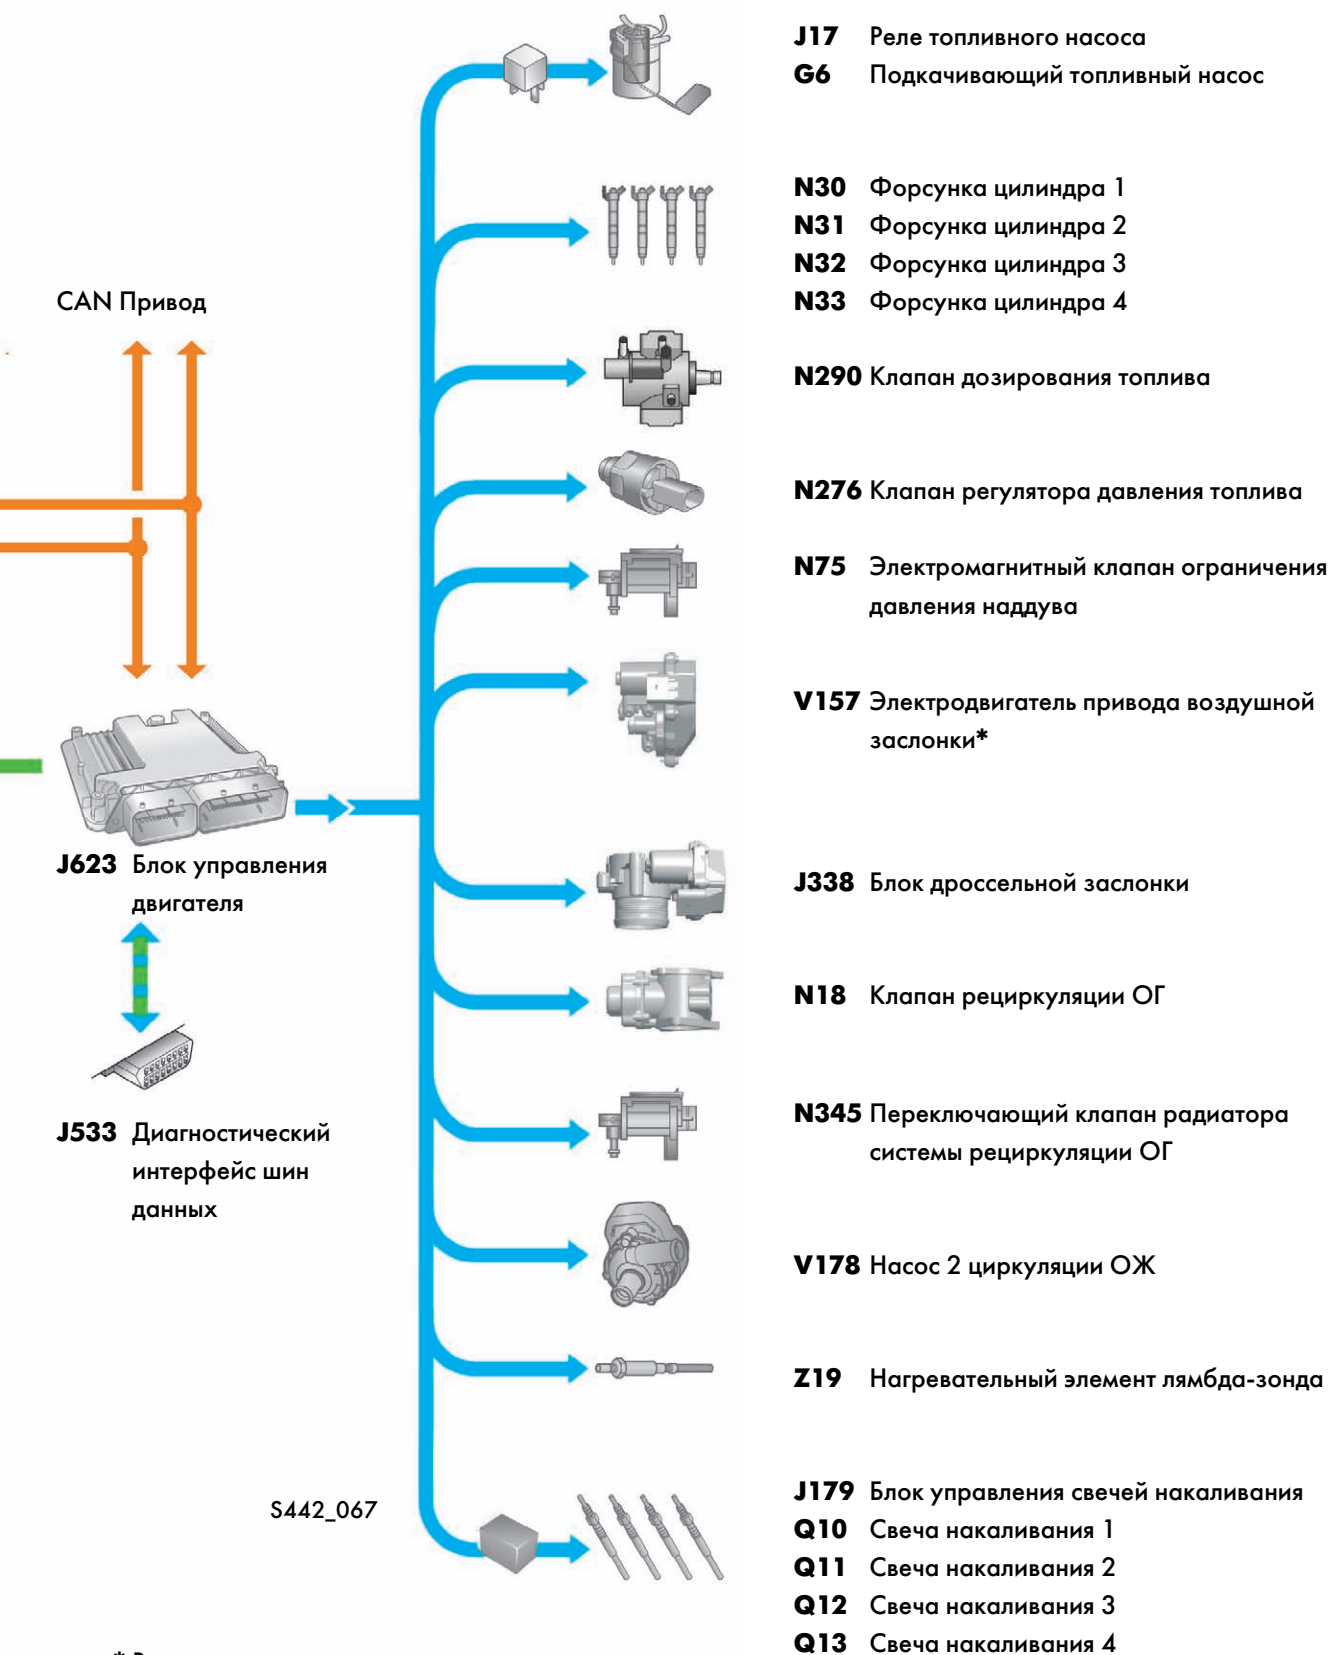 J17 Реле топливного насоса
G6 Подкачивающий топливный насос
N30 Форсунка цилиндра 1
N31 Форсунка цилиндра 2
N32 Форсунка цилиндра 3
N33 Форсунка цилиндра 4
CAN Привод
N290 Клапан дозирования топлива
N276 Клапан регулятора давления топлива
N75 Электромагнитный клапан ограничения
давления наддува
V157 Электродвигатель привода воздушной
заслонки*
J623 Блок управления
двигателя
J338 Блок дроссельной заслонки
N18 Клапан рециркуляции ОГ
J533 Диагностический
интерфейс шин
данных
N345 Переключающий клапан радиатора
системы рециркуляции ОГ
V178 Насос 2 циркуляции ОЖ
Z19 Нагревательный элемент лямбда-зонда
S442_067
J179 Блок управления свечей накаливания
Q10 Свеча накаливания 1
Q11 Свеча накаливания 2
Q12 Свеча накаливания 3
Q13 Свеча накаливания 4